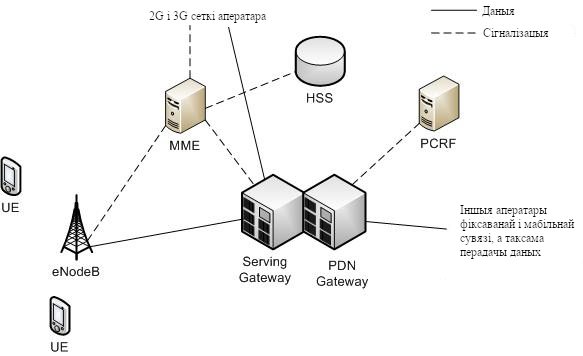 2G і 3G сеткі аператара
Даныя
Сігналізацыя
HSS
MME
PCRF
UE
Іншыя аператары
фіксаванай і мабільнай
сувязі, а таксама
перадачы даных
eNodeB
Serving
Gateway
PDN
Gateway
UE